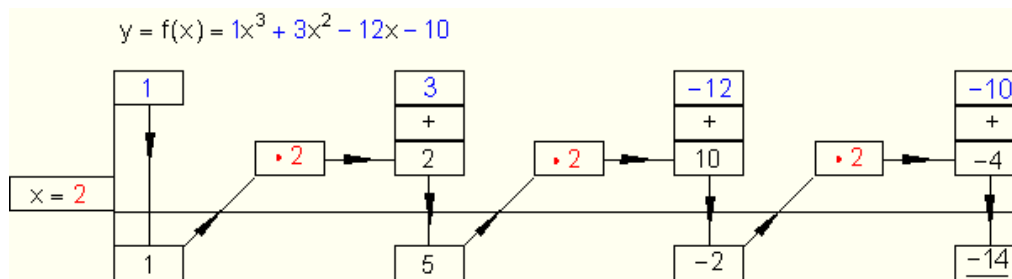 y = f(x) = 1x³ + 3x² − 12x − 10
1 3 −12 −10
+ + +
• 2 2 • 2 10 • 2 −4
x = 2
1 5 −2 −14